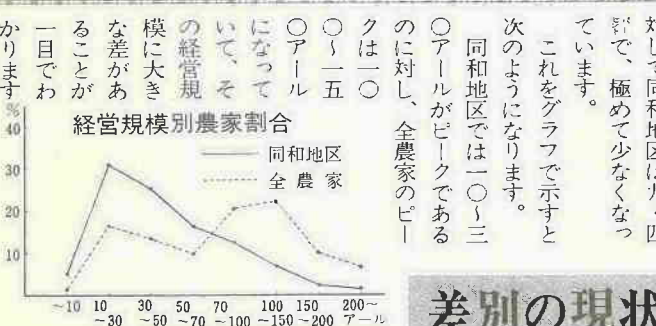 対して同和地区は九・四
㌫で、極めて少なくなっ
ています。
これをグラフで示すと
次のようになります。
同和地区では一〇～三
〇アールがピークである
のに対し、全農家のピー
クは一〇
〇～一五
〇アール
になって
いて、そ
の経営規
模に大き
な差があ
ることが
一目でわ
かります
経営規模別農家割合
同和地区
全農家
%
40
30
20
10
～10 10～30 30～50 50～70 70～100 100～150 150～200 200～アール
差別の現状